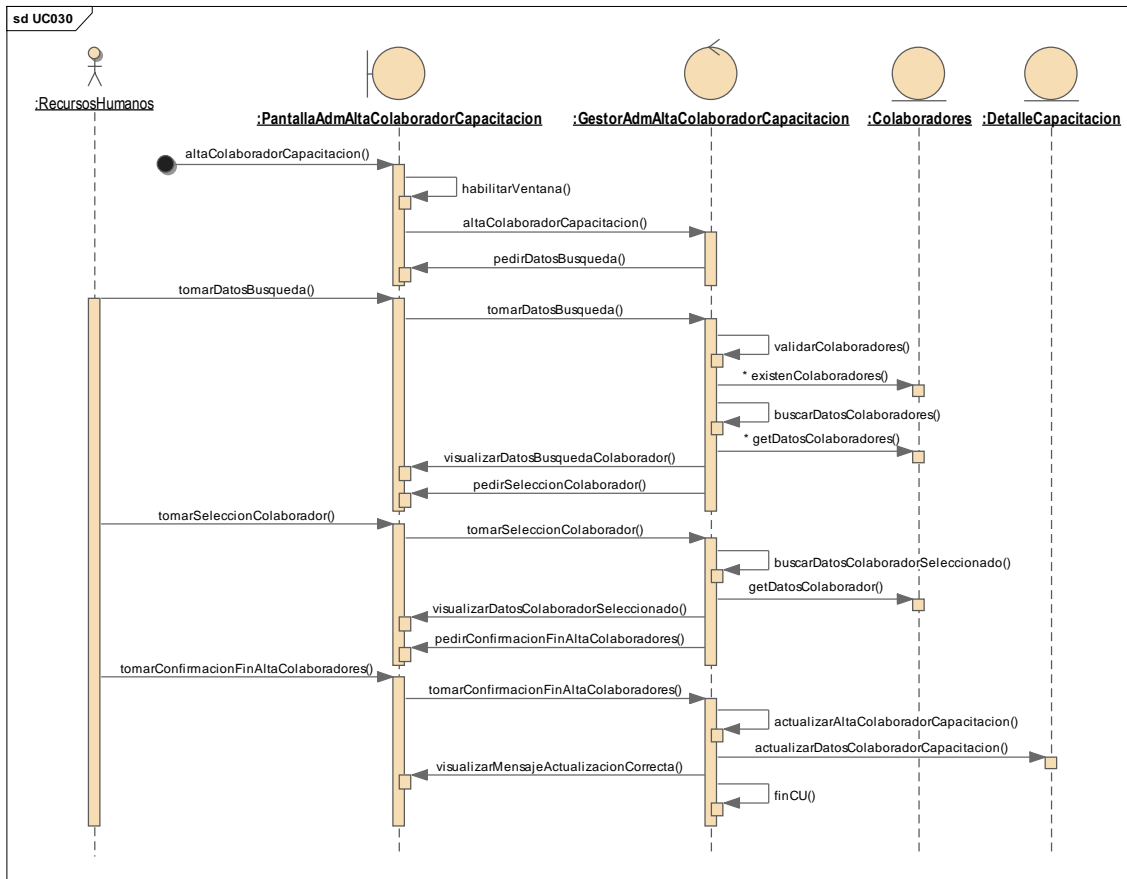 sd UC030
:RecursosHumanos
:PantallaAdmAltaColaboradorCapacitacion
:GestorAdmAltaColaboradorCapacitacion
:Colaboradores
:DetalleCapacitacion
altaColaboradorCapacitacion()
habilitarVentana()
altaColaboradorCapacitacion()
pedirDatosBusqueda()
tomarDatosBusqueda()
tomarDatosBusqueda()
validarColaboradores()
* existenColaboradores()
buscarDatosColaboradores()
* getDatosColaboradores()
visualizarDatosBusquedaColaborador()
pedirSeleccionColaborador()
tomarSeleccionColaborador()
tomarSeleccionColaborador()
buscarDatosColaboradorSeleccionado()
getDatosColaborador()
visualizarDatosColaboradorSeleccionado()
pedirConfirmacionFinAltaColaboradores()
tomarConfirmacionFinAltaColaboradores()
tomarConfirmacionFinAltaColaboradores()
actualizarAltaColaboradorCapacitacion()
actualizarDatosColaboradorCapacitacion()
visualizarMensajeActualizacionCorrecta()
finCU()